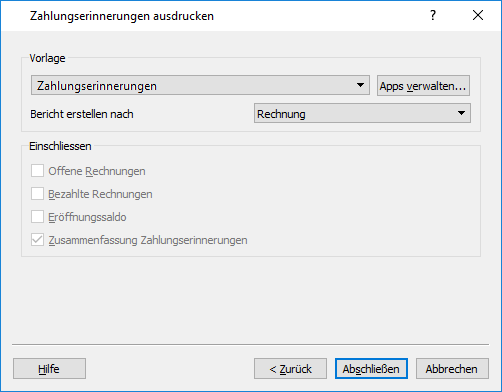 Zahlungserinnerungen ausdrucken
?
Vorlage
Zahlungserinnerungen
Apps verwalten...
Bericht erstellen nach
Rechnung
Einschliessen
Offene Rechnungen
Bezahlte Rechnungen
Eröffnungssaldo
Zusammenfassung Zahlungserinnerungen
Hilfe
< Zurück
Abschließen
Abbrechen